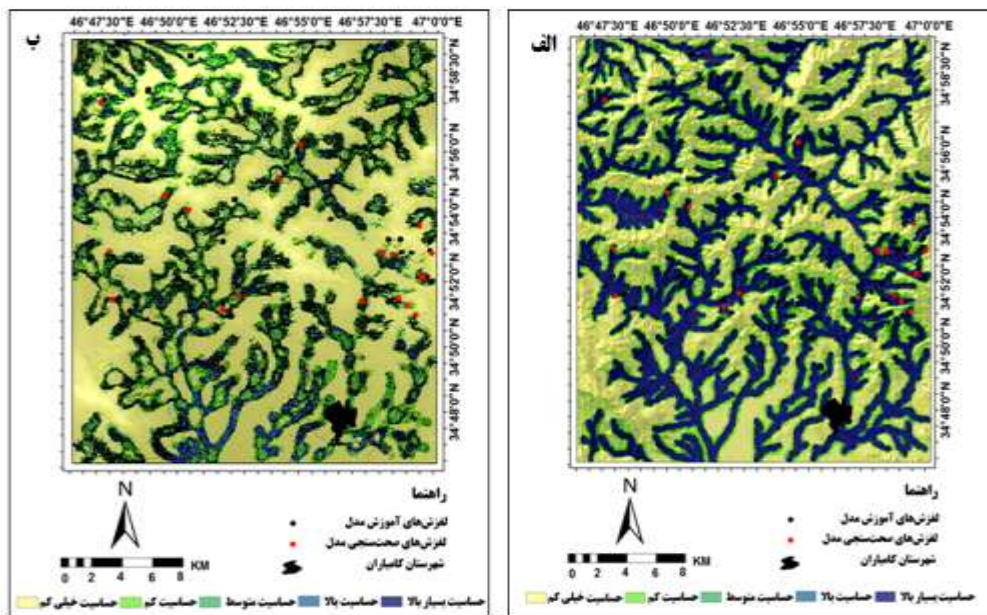 ب
46°47'30"E 46°50'0"E 46°52'30"E 46°55'0"E 46°57'30"E 47°0'0"E
34°58'30"N
34°56'0"N
34°54'0"N
34°52'0"N
34°50'0"N
34°48'0"N
N
راهنما
لغزش‌های آموزش مدل
لغزش‌های صحت‌سنجی مدل
شهرستان کامیاران
0 2 4 6 8 KM
حساسیت بسیار بالا حساسیت بالا حساسیت متوسط حساسیت کم حساسیت خیلی کم
الف
46°47'30"E 46°50'0"E 46°52'30"E 46°55'0"E 46°57'30"E 47°0'0"E
34°58'30"N
34°56'0"N
34°54'0"N
34°52'0"N
34°50'0"N
34°48'0"N
N
راهنما
لغزش‌های آموزش مدل
لغزش‌های صحت‌سنجی مدل
شهرستان کامیاران
0 2 4 6 8 KM
حساسیت بسیار بالا حساسیت بالا حساسیت متوسط حساسیت کم حساسیت خیلی کم